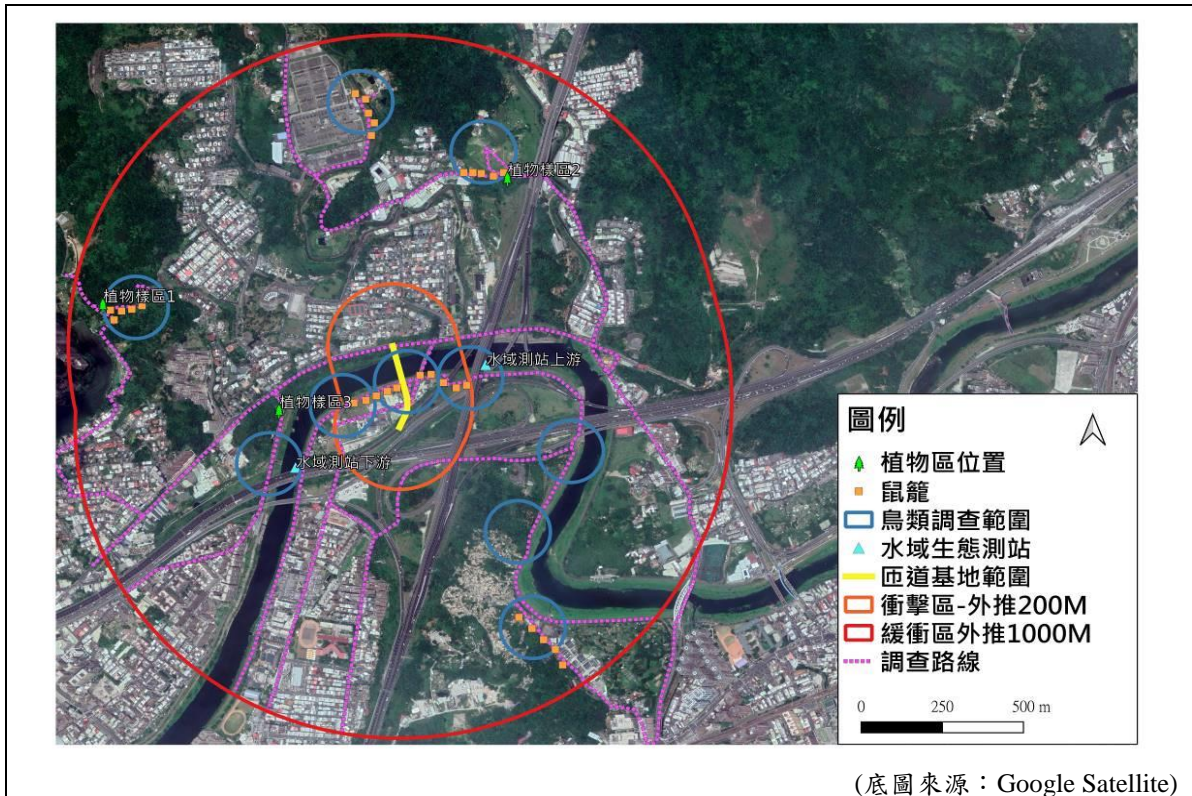 植物樣區2
植物樣區1
水域測站上游
植物樣區3
水域測站下游
圖例
植物區位置
鼠籠
鳥類調查範圍
水域生態測站
匝道基地範圍
衝擊區-外推200M
緩衝區外推1000M
調查路線
0 250 500 m
(底圖來源：Google Satellite)